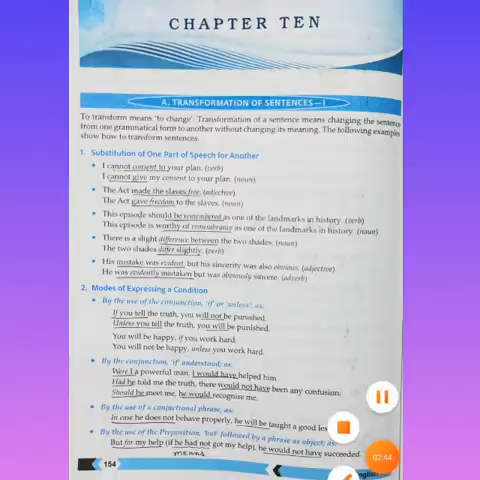 CHAPTER TEN
A. TRANSFORMATION OF SENTENCES—I
To transform means 'to change'. Transformation of a sentence means changing the sentence
from one grammatical form to another without changing its meaning. The following examples
show how to transform sentences.
1. Substitution of One Part of Speech for Another
• I cannot consent to your plan. (verb)
I cannot give my consent to your plan. (noun)
• The Act made the slaves free. (adjective)
The Act gave freedom to the slaves. (noun)
• This episode should be remembered as one of the landmarks in history. (verb)
This episode is worthy of remembrance as one of the landmarks in history. (noun)
• There is a slight difference between the two shades. (noun)
The two shades differ slightly. (verb)
• His mistake was evident, but his sincerity was also obvious. (adjective)
He was evidently mistaken but was obviously sincere. (adverb)
2. Modes of Expressing a Condition
• By the use of the conjunction, 'if' or 'unless'; as:
If you tell the truth, you will not be punished.
Unless you tell the truth, you will be punished.
You will be happy, if you work hard.
You will not be happy, unless you work hard.
• By the conjunction, 'if' understood; as:
Were I a powerful man, I would have helped him.
Had he told me the truth, there would not have been any confusion.
Should he meet me, he would recognise me.
• By the use of a conjunctional phrase; as:
In case he does not behave properly, he will be taught a good les
• By the use of the Preposition, 'but' followed by a phrase as object; as:
But for my help (if he had not got my help), he would not have succeeded.
means
154
02:44